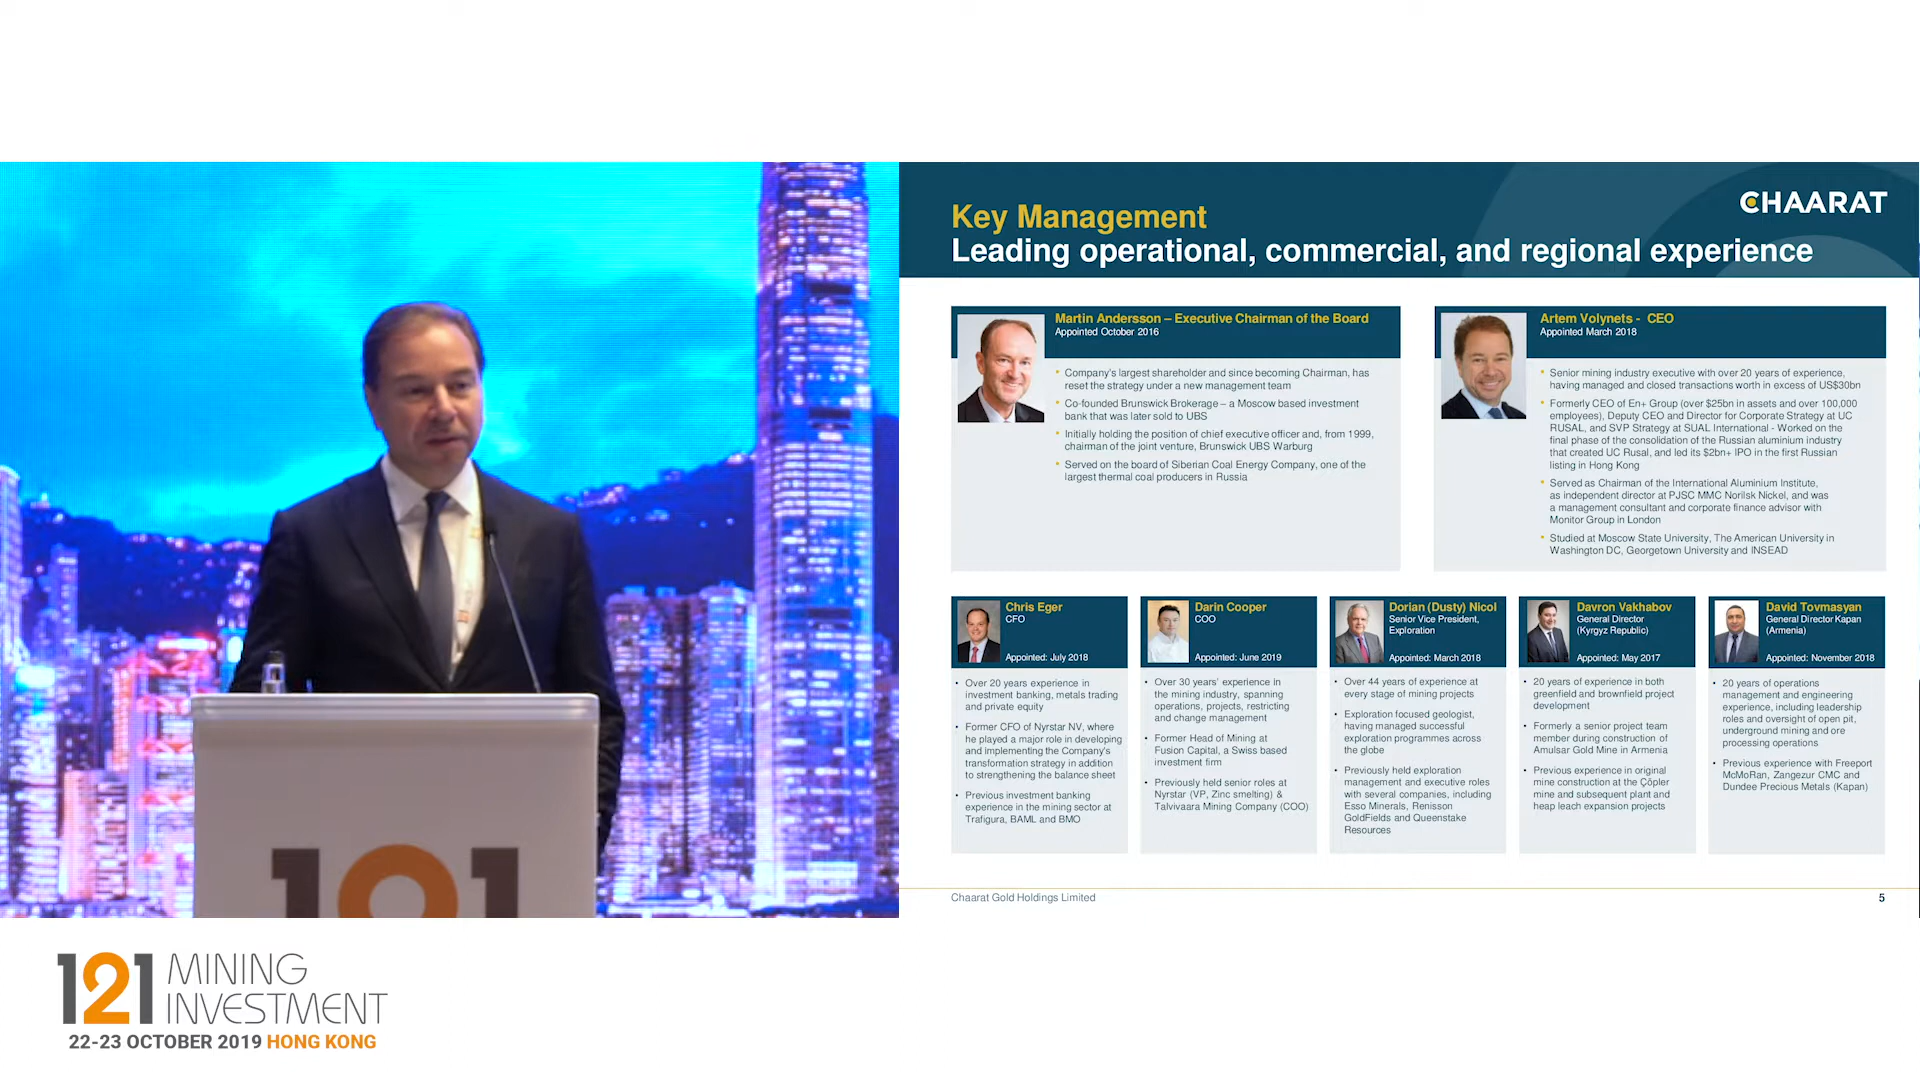 CHAARAT
Key Management
Leading operational, commercial, and regional experience
Martin Andersson – Executive Chairman of the Board
Appointed October 2016
• Company's largest shareholder and since becoming Chairman, has
reset the strategy under a new management team
• Co-founded Brunswick Brokerage – a Moscow based investment
bank that was later sold to UBS
• Initially holding the position of chief executive officer and, from 1999,
chairman of the joint venture, Brunswick UBS Warburg
• Served on the board of Siberian Coal Energy Company, one of the
largest thermal coal producers in Russia
Artem Volynets - CEO
Appointed March 2018
• Senior mining industry executive with over 20 years of experience,
having managed and closed transactions worth in excess of US$30bn
• Formerly CEO of En+ Group (over $25bn in assets and over 100,000
employees), Deputy CEO and Director for Corporate Strategy at UC
RUSAL, and SVP Strategy at SUAL International - Worked on the
final phase of the consolidation of the Russian aluminium industry
that created UC Rusal, and led its $2bn+ IPO in the first Russian
listing in Hong Kong
• Served as Chairman of the International Aluminium Institute,
as independent director at PJSC MMC Norilsk Nickel, and was
a management consultant and corporate finance advisor with
Monitor Group in London
• Studied at Moscow State University, The American University in
Washington DC, Georgetown University and INSEAD
Chris Eger
CFO
Appointed: July 2018
• Over 20 years experience in
investment banking, metals trading
and private equity
• Former CFO of Nyrstar NV, where
he played a major role in developing
and implementing the Company's
transformation strategy in addition
to strengthening the balance sheet
• Previous investment banking
experience in the mining sector at
Trafigura, BAML and BMO
Darin Cooper
COO
Appointed: June 2019
• Over 30 years' experience in
the mining industry, spanning
operations, projects, restricting
and change management
• Former Head of Mining at
Fusion Capital, a Swiss based
investment firm
• Previously held senior roles at
Nyrstar (VP, Zinc smelting) &
Talvivaara Mining Company (COO)
Dorian (Dusty) Nicol
Senior Vice President,
Exploration
Appointed: March 2018
• Over 44 years of experience at
every stage of mining projects
• Exploration focused geologist,
having managed successful
exploration programmes across
the globe
• Previously held exploration
management and executive roles
with several companies, including
Esso Minerals, Renisson
GoldFields and Queenstake
Resources
Davron Vakhabov
General Director
(Kyrgyz Republic)
Appointed: May 2017
• 20 years of experience in both
greenfield and brownfield project
development
• Formerly a senior project team
member during construction of
Amulsar Gold Mine in Armenia
• Previous experience in original
mine construction at the Çöpler
mine and subsequent plant and
heap leach expansion projects
David Tovmasyan
General Director Kapan
(Armenia)
Appointed: November 2018
• 20 years of operations
management and engineering
experience, including leadership
roles and oversight of open pit,
underground mining and ore
processing operations
• Previous experience with Freeport
McMoRan, Zangezur CMC and
Dundee Precious Metals (Kapan)
Chaarat Gold Holdings Limited
5
121
121 MINING
INVESTMENT
22-23 OCTOBER 2019 HONG KONG